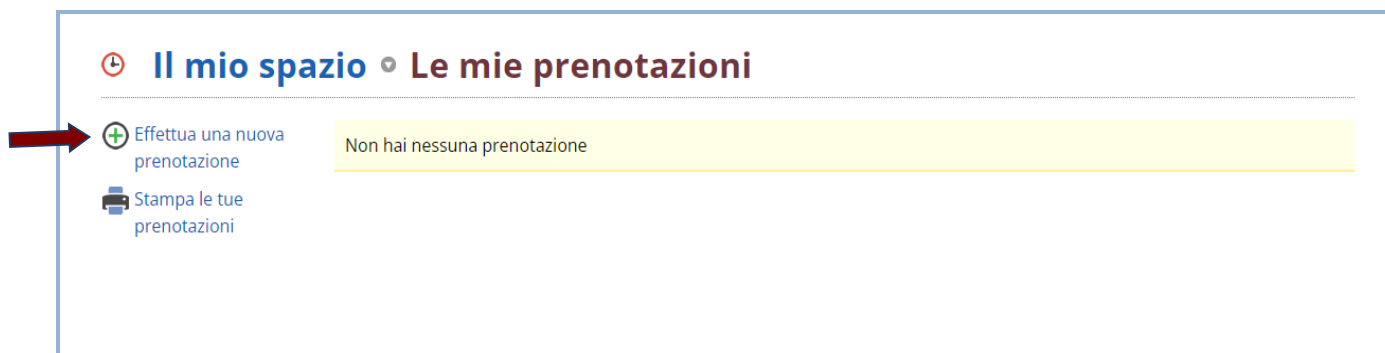 Il mio spazio Le mie prenotazioni
Effettua una nuova
prenotazione
Non hai nessuna prenotazione
Stampa le tue
prenotazioni